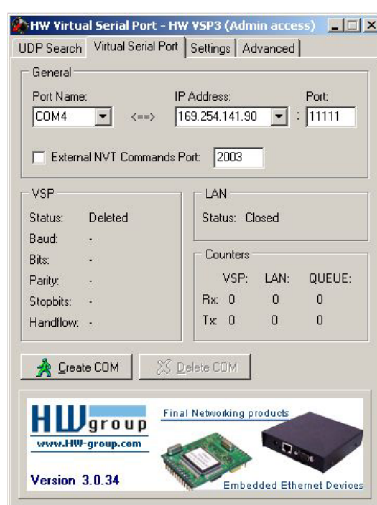 HW Virtual Serial Port - HW VSP3 (Admin access)
UDP Search Virtual Serial Port Settings Advanced
General
Port Name: IP Address: Port:
COM4 <==> 169.254.141.90 : 11111
External NVT Commands Port: 2003
VSP
Status: Deleted
Baud: -
Bits: -
Parity: -
Stopbits: -
Handflow: -
LAN
Status: Closed
Counters
VSP: LAN: QUEUE:
Rx: 0 0 0
Tx: 0 0 0
Create COM Delete COM
HW group
www.HW-group.com
Version 3.0.34
Final Networking products
Embedded Ethernet Devices